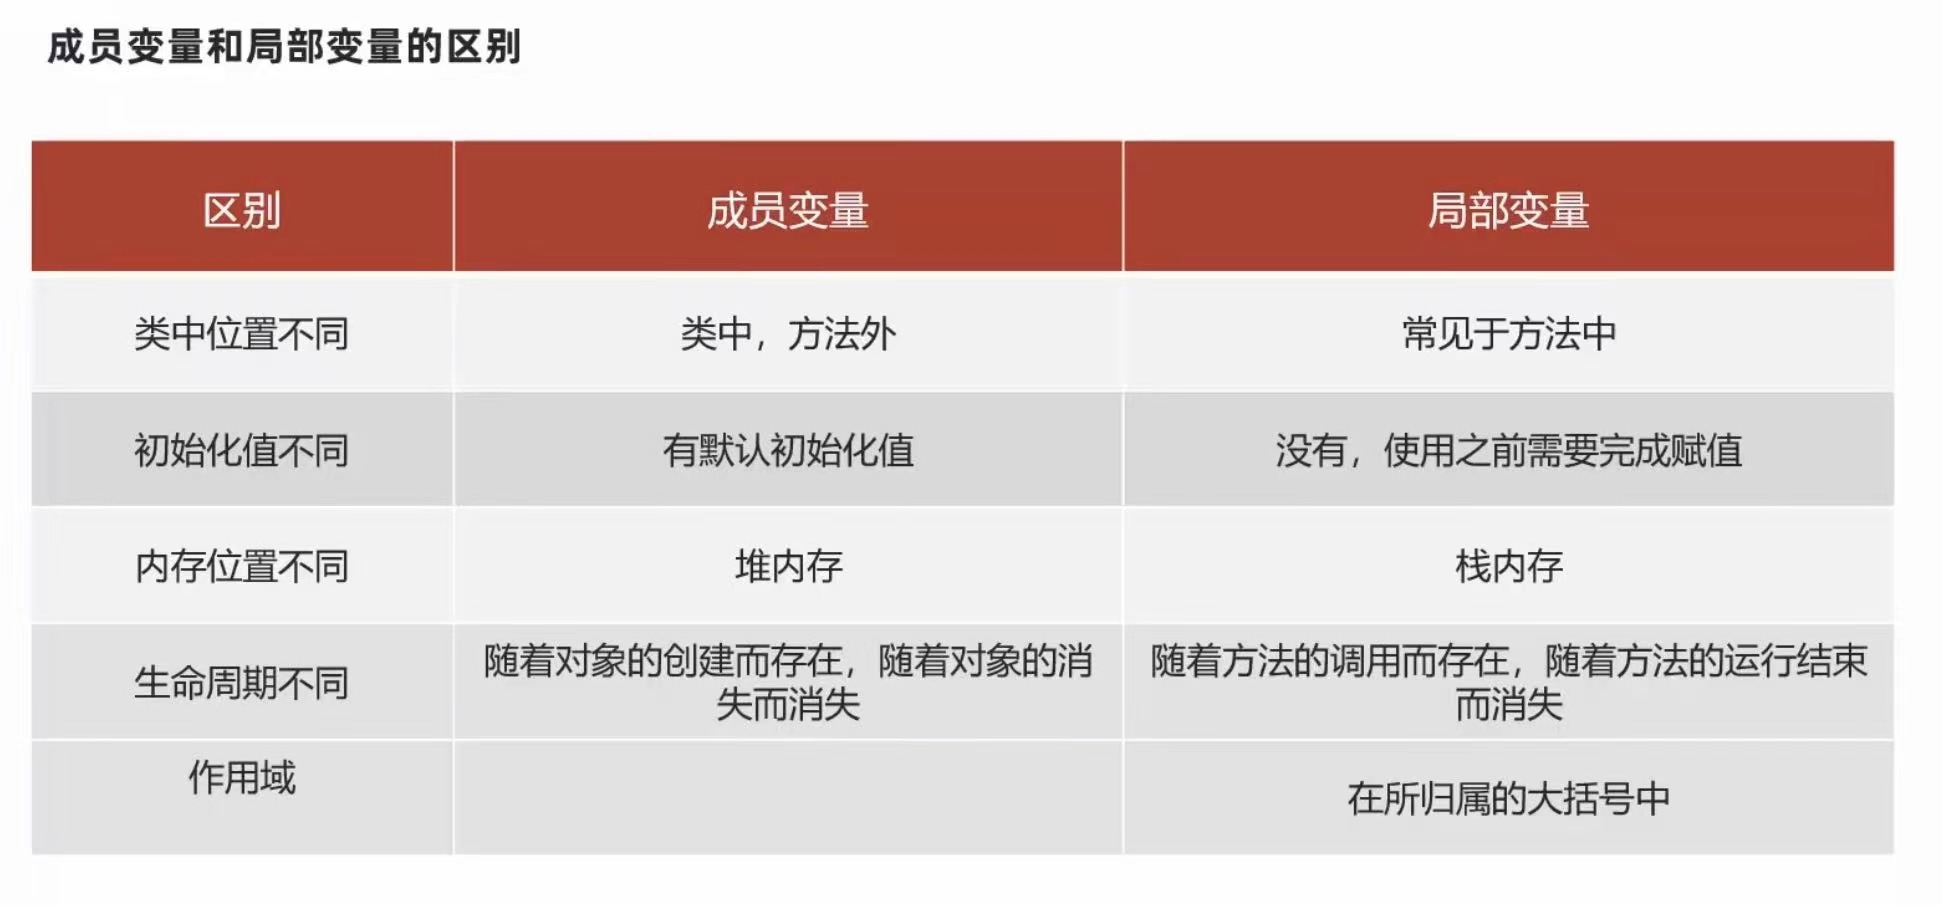 成员变量和局部变量的区别
区别 成员变量 局部变量
类中位置不同 类中，方法外 常见于方法中
初始化值不同 有默认初始化值 没有，使用之前需要完成赋值
内存位置不同 堆内存 栈内存
生命周期不同
随着对象的创建而存在，随着对象的消
失而消失
随着方法的调用而存在，随着方法的运行结束
而消失
作用域
在所归属的大括号中